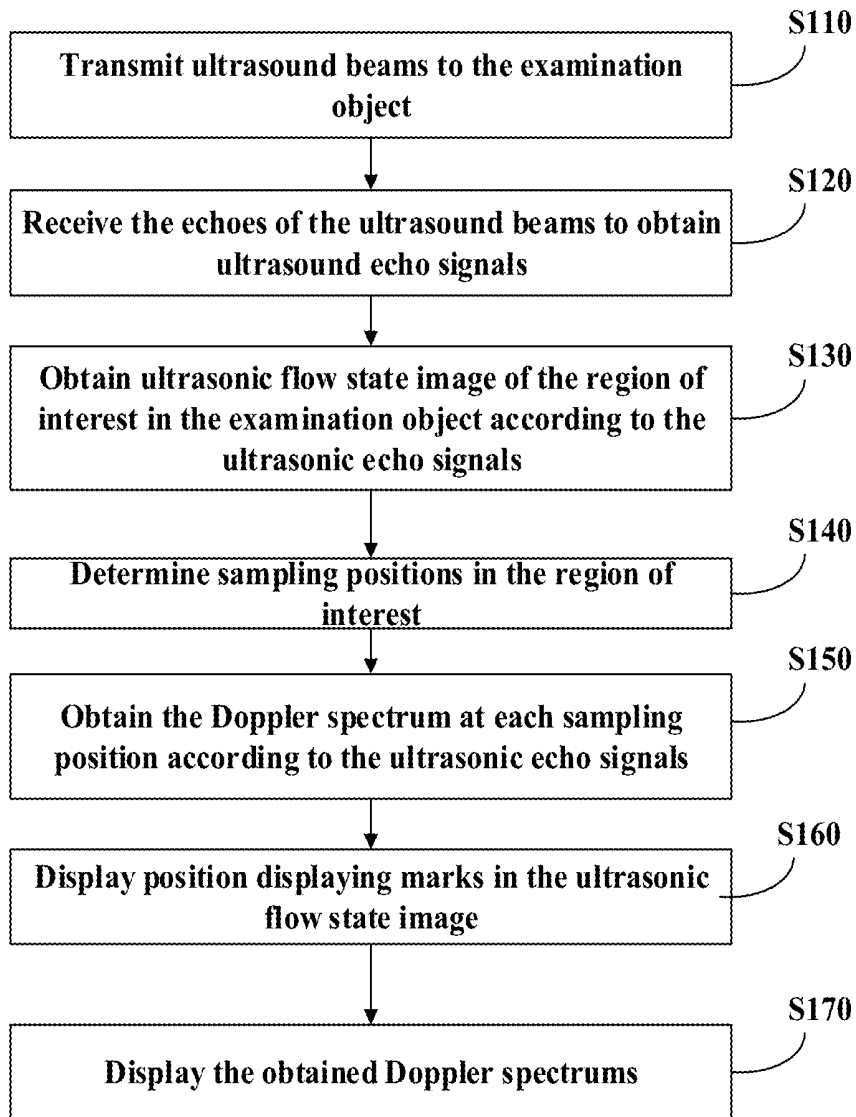 S110
Transmit ultrasound beams to the examination
object
S120
Receive the echoes of the ultrasound beams to obtain
ultrasound echo signals
S130
Obtain ultrasonic flow state image of the region of
interest in the examination object according to the
ultrasonic echo signals
S140
Determine sampling positions in the region of
interest
S150
Obtain the Doppler spectrum at each sampling
position according to the ultrasonic echo signals
S160
Display position displaying marks in the ultrasonic
flow state image
S170
Display the obtained Doppler spectrums